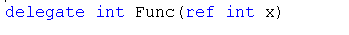 delegate int Func(ref int x)